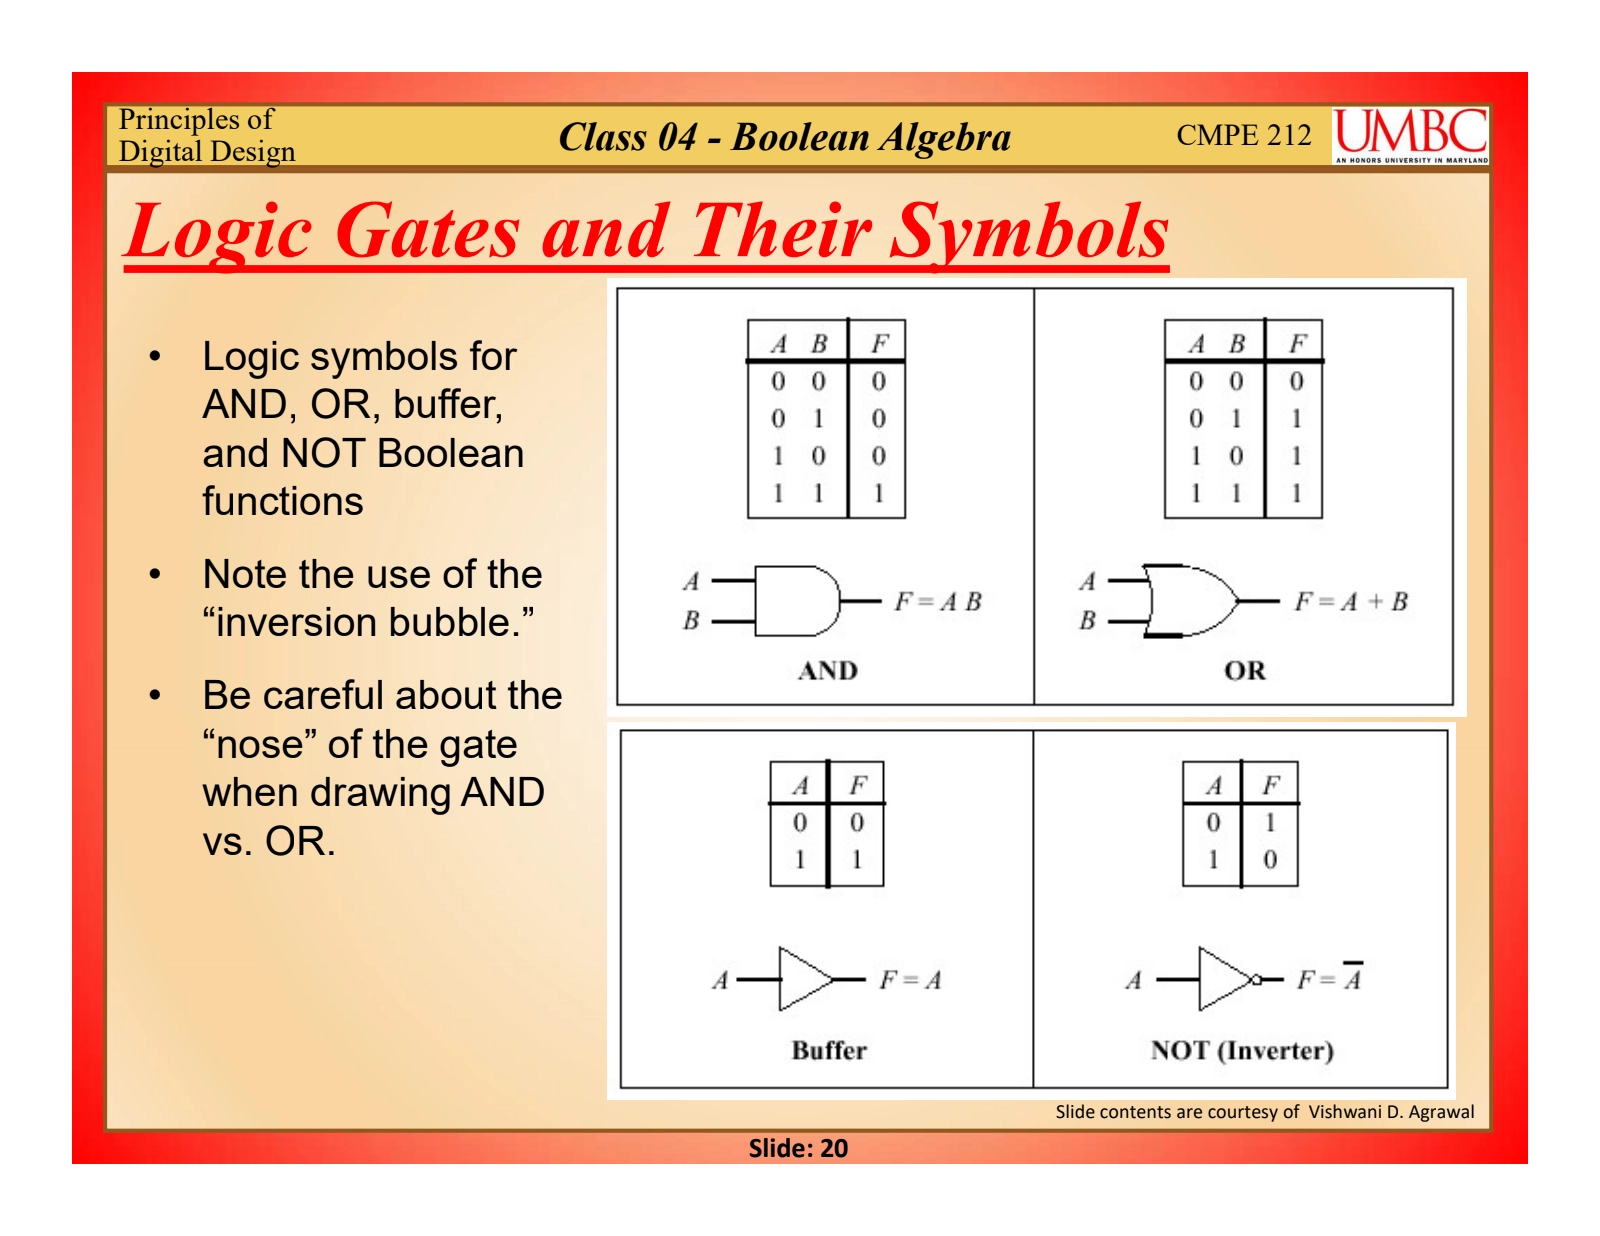 Principles of
Digital Design
Class 04 - Boolean Algebra
CMPE 212
UMBC
AN HONORS UNIVERSITY IN MARYLAND
Logic Gates and Their Symbols
• Logic symbols for
AND, OR, buffer,
and NOT Boolean
functions
• Note the use of the
“inversion bubble.”
• Be careful about the
“nose” of the gate
when drawing AND
vs. OR.
A B F
0 0 0
0 1 0
1 0 0
1 1 1
A
B
F = A B
AND
A B F
0 0 0
0 1 1
1 0 1
1 1 1
A
B
F = A + B
OR
A F
0 0
1 1
A
F = A
Buffer
A F
0 1
1 0
A
F = A̅
NOT (Inverter)
Slide contents are courtesy of Vishwani D. Agrawal
Slide: 20